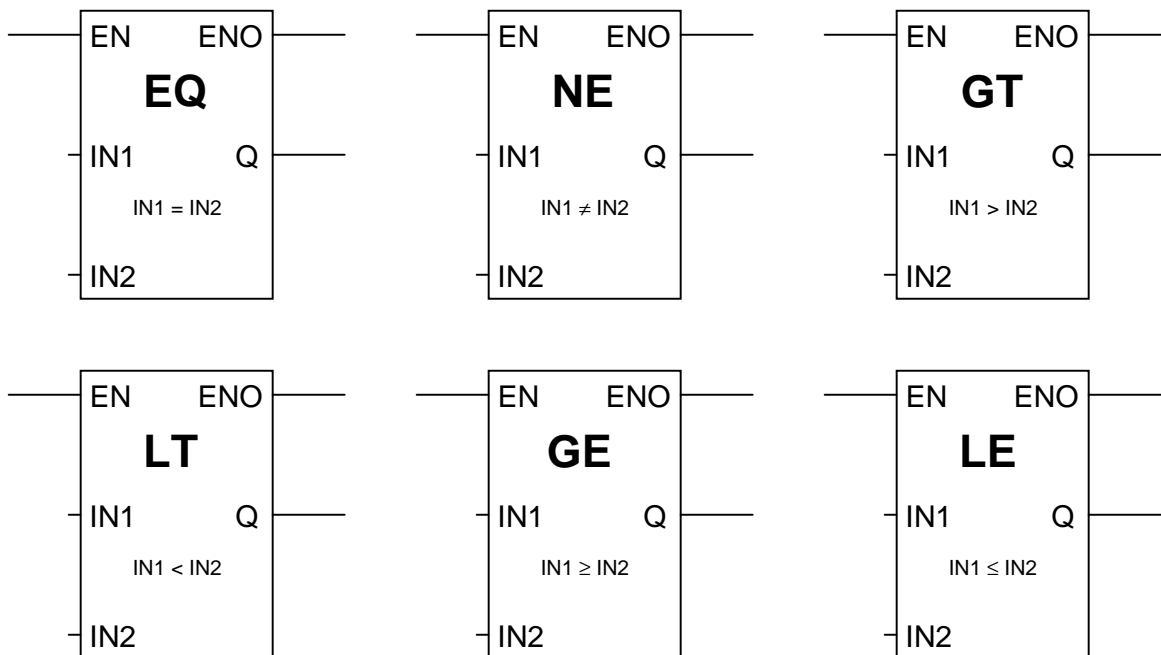 EN ENO EN ENO EN ENO
EQ NE GT
IN1 Q IN1 Q IN1 Q
IN1 = IN2 IN1 ≠ IN2 IN1 > IN2
IN2 IN2 IN2
EN ENO EN ENO EN ENO
LT GE LE
IN1 Q IN1 Q IN1 Q
IN1 < IN2 IN1 ≥ IN2 IN1 ≤ IN2
IN2 IN2 IN2